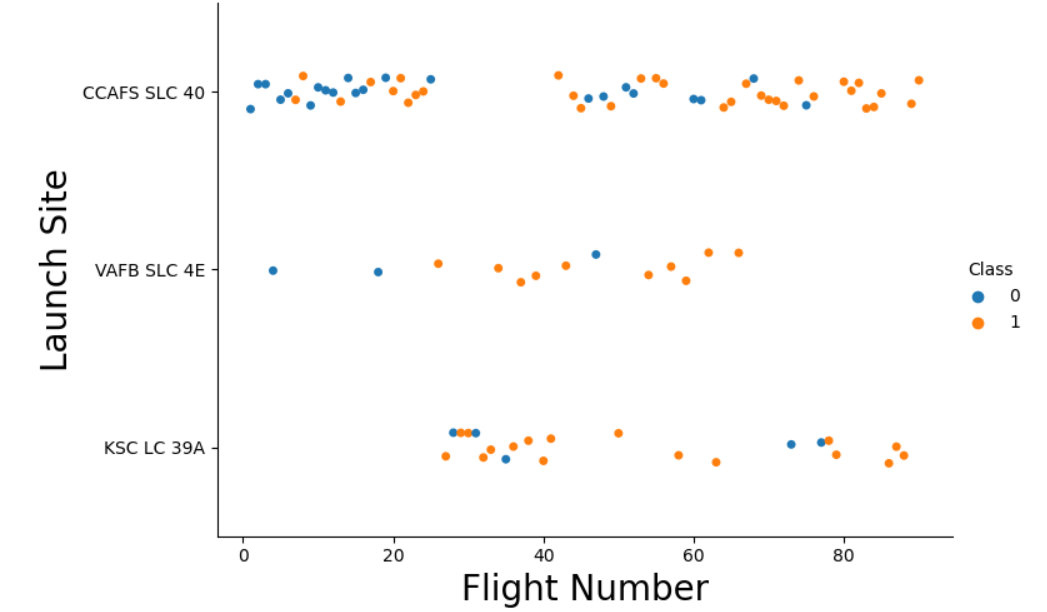 CCAFS SLC 40
VAFB SLC 4E
KSC LC 39A
Launch Site
0
20
40
60
80
Flight Number
Class
0
1